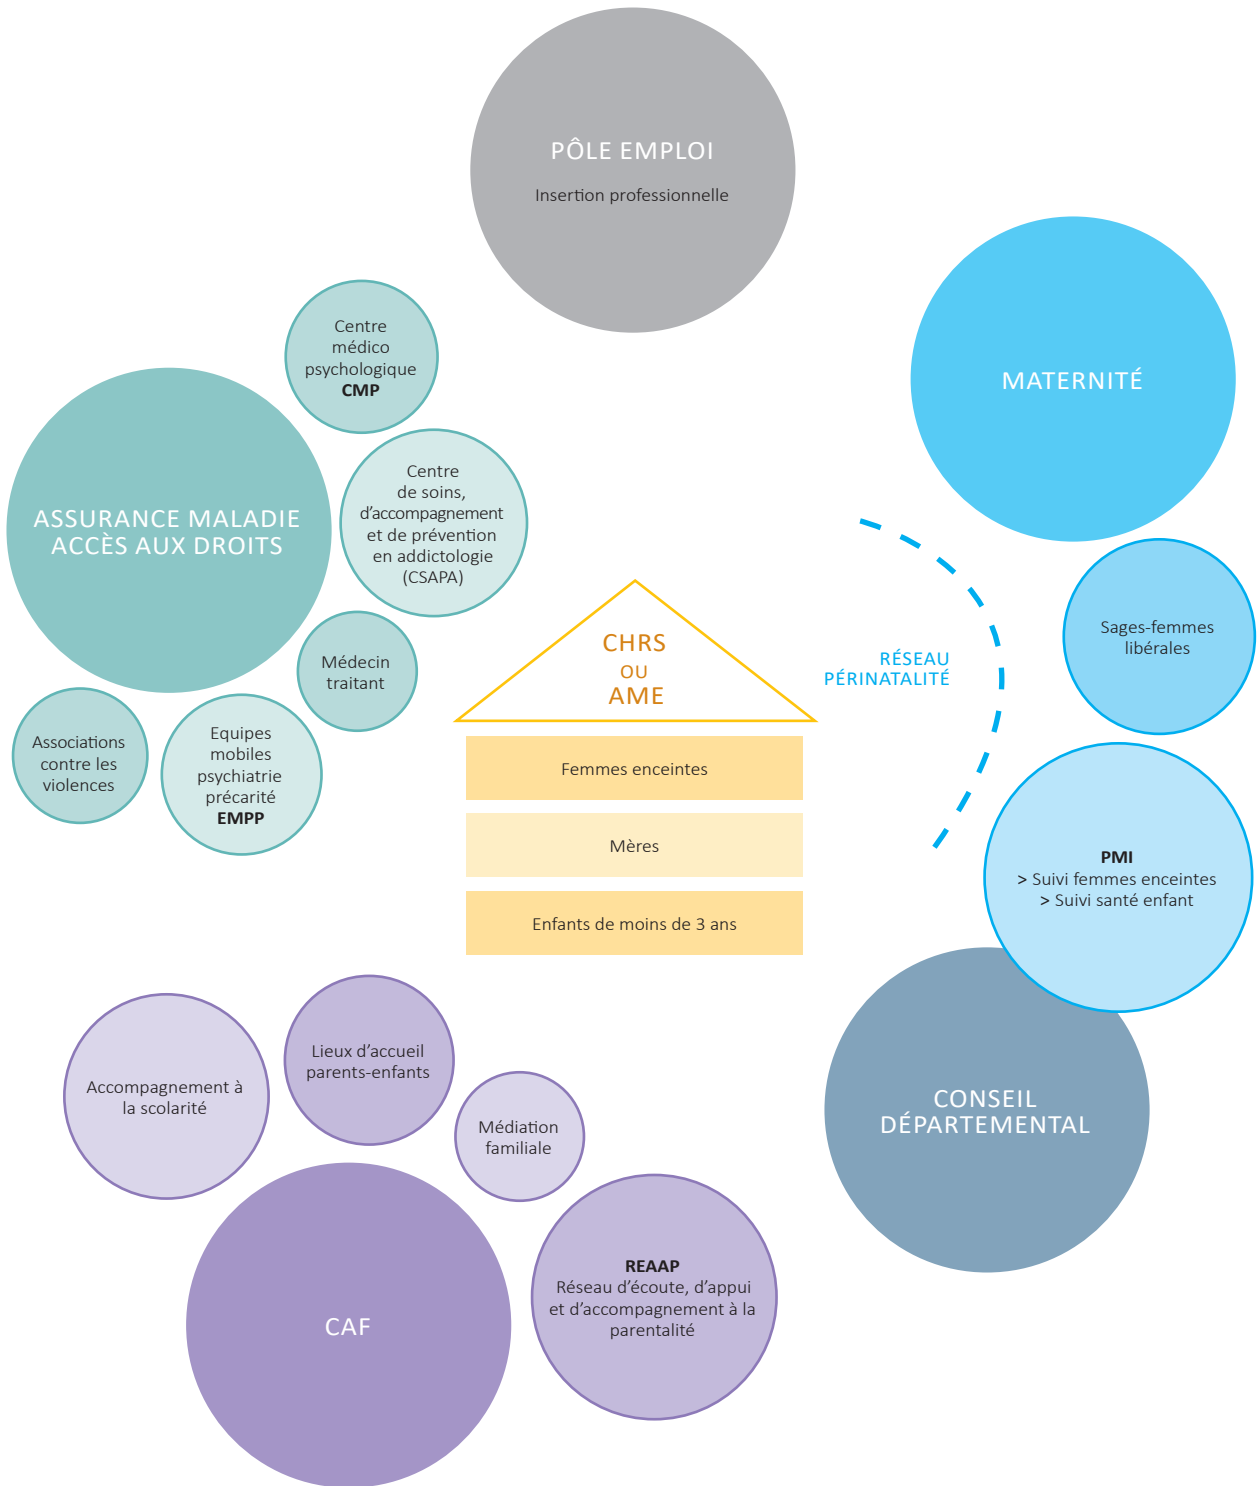 PÔLE EMPLOI
Insertion professionnelle
MATERNITÉ
Centre
médico
psychologique
CMP
ASSURANCE MALADIE
ACCÈS AUX DROITS
Centre
de soins,
d’accompagnement
et de prévention
en addictologie
(CSAPA)
Médecin
traitant
Associations
contre les
violences
Equipes
mobiles
psychiatrie
précarité
EMPP
CHRS
OU
AME
Femmes enceintes
Mères
Enfants de moins de 3 ans
RÉSEAU
PÉRINATALITÉ
Sages-femmes
libérales
PMI
> Suivi femmes enceintes
> Suivi santé enfant
CONSEIL
DÉPARTEMENTAL
Accompagnement à
la scolarité
Lieux d’accueil
parents-enfants
Médiation
familiale
REAAP
Réseau d’écoute, d’appui
et d’accompagnement à la
parentalité
CAF